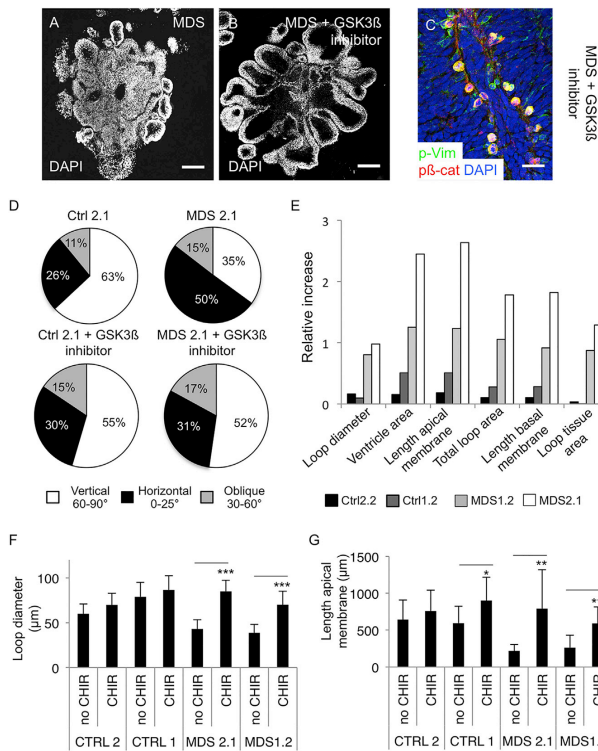 A
MDS
DAPI
B
MDS + GSK3ß
inhibitor
DAPI
C
p-Vim
pß-cat DAPI
MDS + GSK3ß
inhibitor
D
Ctrl 2.1
11%
26%
63%
MDS 2.1
15%
35%
50%
Ctrl 2.1 + GSK3ß
inhibitor
15%
30%
55%
MDS 2.1 + GSK3ß
inhibitor
17%
31%
52%
Vertical
60-90°
Horizontal
0-25°
Oblique
30-60°
E
Relative increase
3
2
1
0
Loop diameter
Ventricle area
Length apical
membrane
Total loop area
Length basal
membrane
Loop tissue
area
Ctrl2.2
Ctrl1.2
MDS1.2
MDS2.1
F
Loop diameter
(µm)
100
50
0
***
***
no CHIR
CHIR
no CHIR
CHIR
no CHIR
CHIR
no CHIR
CHIR
CTRL 2
CTRL 1
MDS 2.1
MDS1.2
G
Length apical
membrane (µm)
1500
1000
500
0
*
**
no CHIR
CHIR
no CHIR
CHIR
no CHIR
CHIR
no CHIR
CHIR
CTRL 2
CTRL 1
MDS 2.1